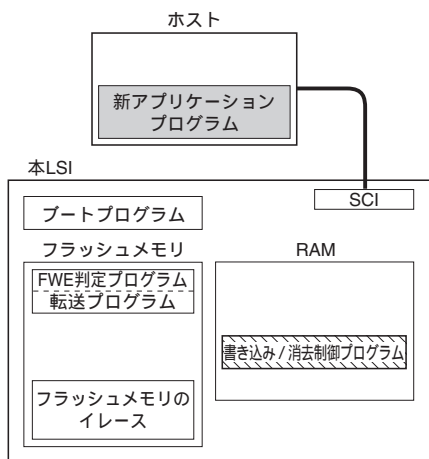 ホスト
新アプリケーション
プログラム
本LSI
SCI
ブートプログラム
フラッシュメモリ
RAM
FWE判定プログラム
転送プログラム
書き込み / 消去制御プログラム
フラッシュメモリの
イレース